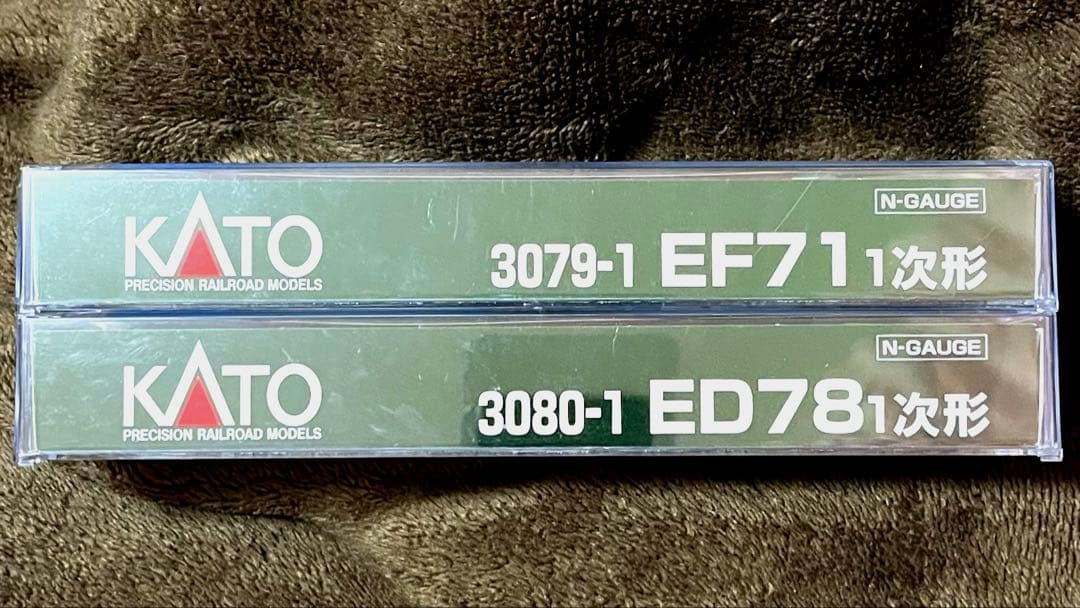 KATO
PRECISION RAILROAD MODELS
N-GAUGE
3079-1 EF71 1次形
KATO
PRECISION RAILROAD MODELS
N-GAUGE
3080-1 ED78 1次形